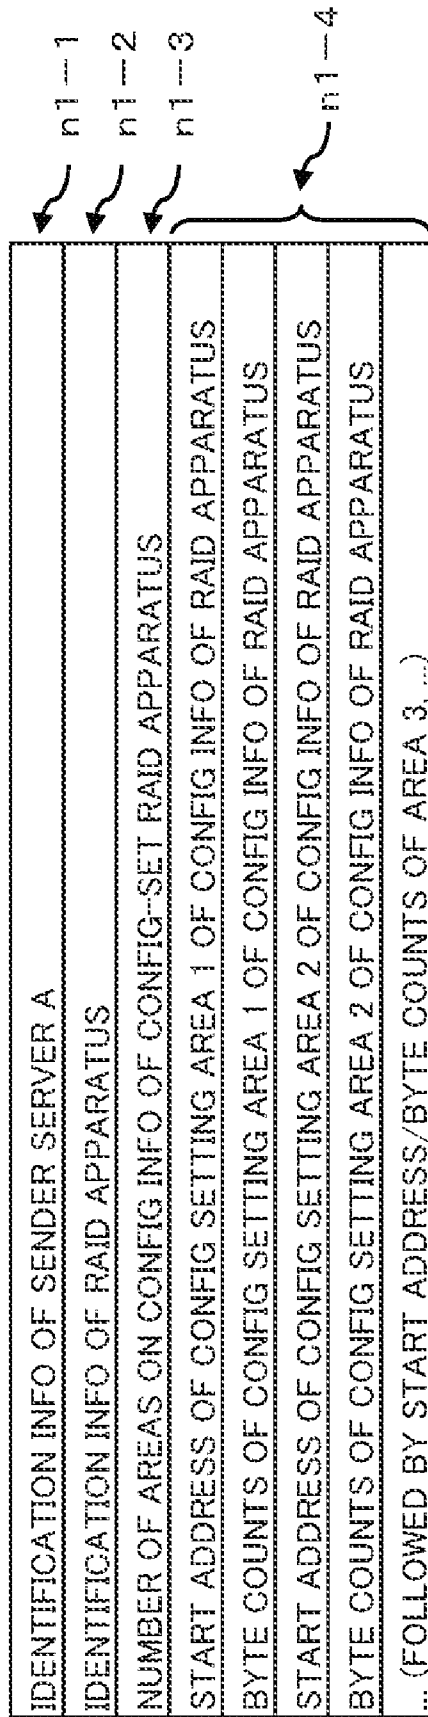 IDENTIFICATION INFO OF SENDER SERVER A
n1-1
IDENTIFICATION INFO OF RAID APPARATUS
n1-2
NUMBER OF AREAS ON CONFIG INFO OF CONFIG-SET RAID APPARATUS
n1-3
START ADDRESS OF CONFIG SETTING AREA 1 OF CONFIG INFO OF RAID APPARATUS
BYTE COUNTS OF CONFIG SETTING AREA 1 OF CONFIG INFO OF RAID APPARATUS
START ADDRESS OF CONFIG SETTING AREA 2 OF CONFIG INFO OF RAID APPARATUS
BYTE COUNTS OF CONFIG SETTING AREA 2 OF CONFIG INFO OF RAID APPARATUS
... (FOLLOWED BY START ADDRESS/BYTE COUNTS OF AREA 3, ...)
n1-4